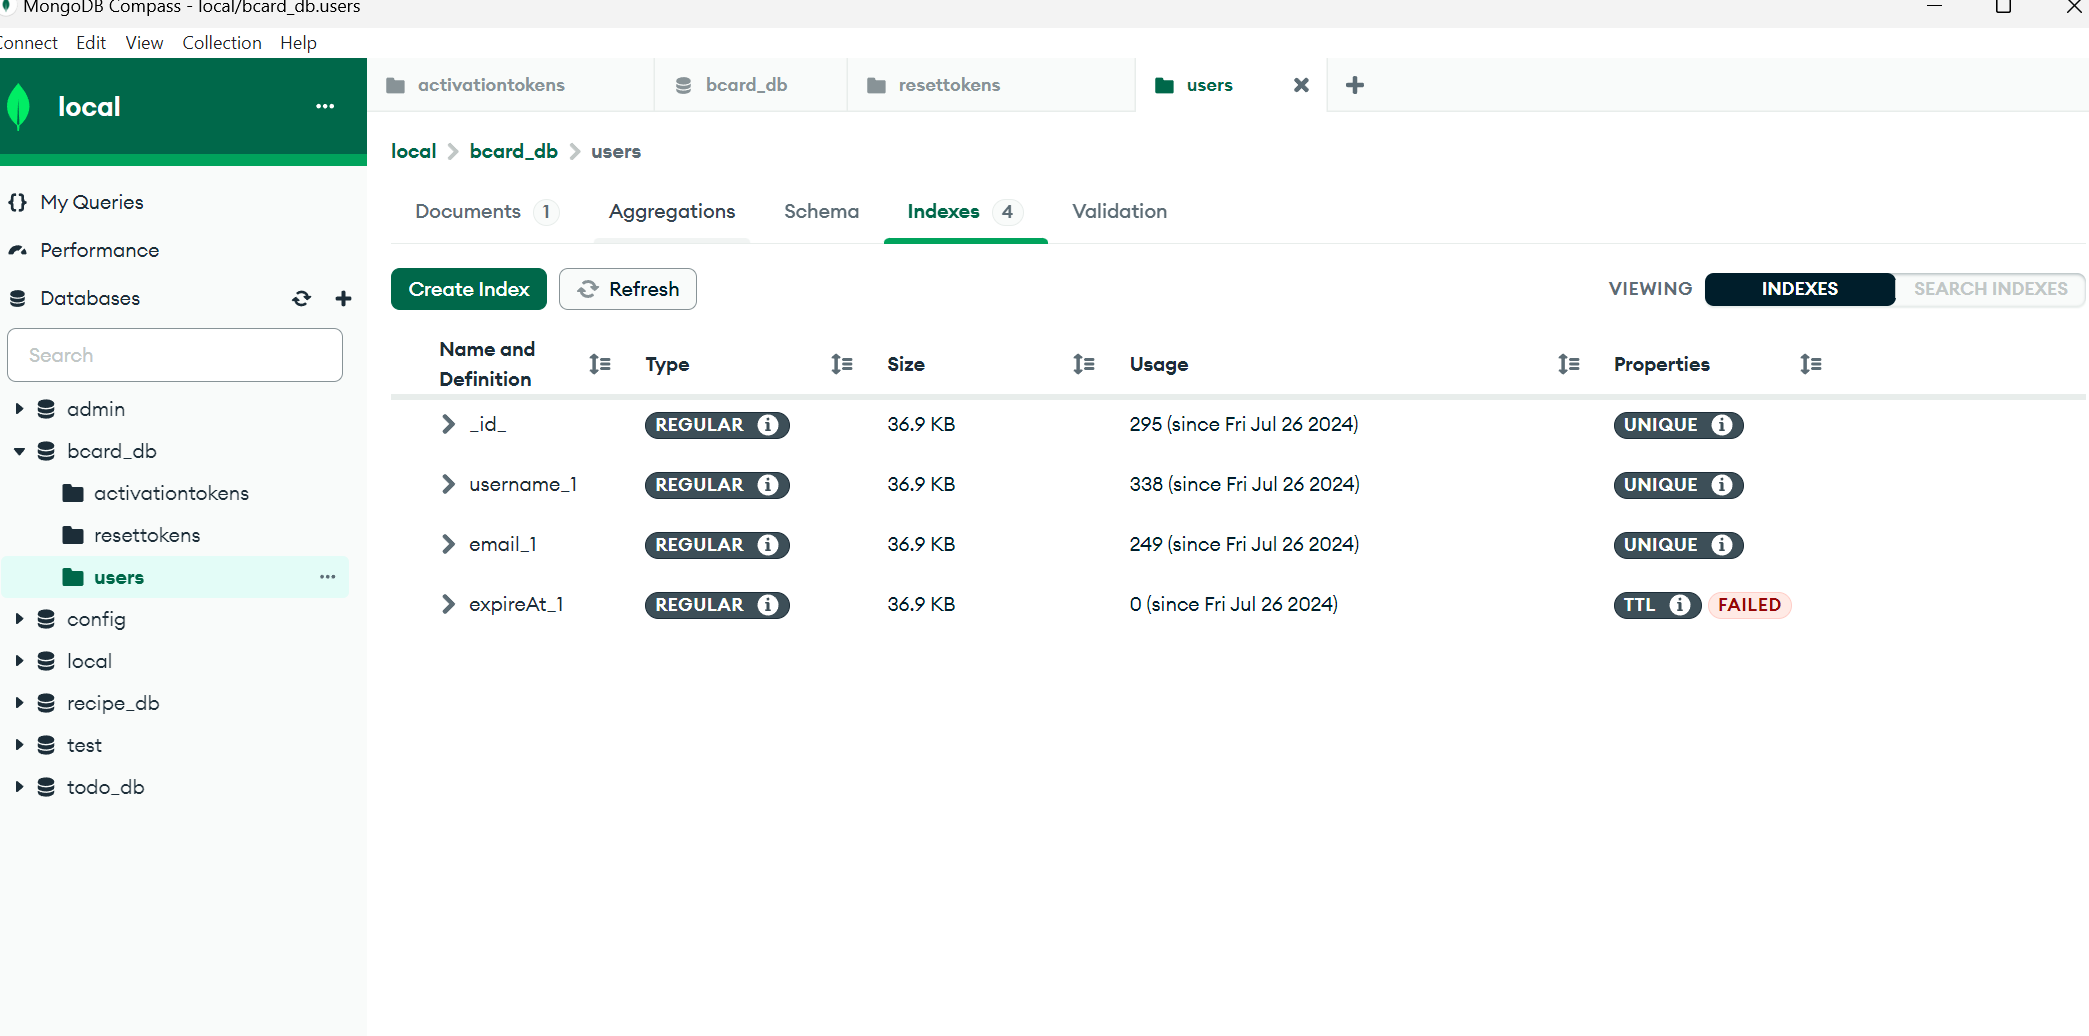 MongoDB Compass - local/bcard_db.users
Connect Edit View Collection Help
local
activationtokens bcard_db resettokens users
local bcard_db users
My Queries
Performance
Databases
Search
admin
bcard_db
activationtokens
resettokens
users
config
local
recipe_db
test
todo_db
Documents 1 Aggregations Schema Indexes 4 Validation
Create Index Refresh VIEWING INDEXES SEARCH INDEXES
Name and Definition Type Size Usage Properties
_id_ REGULAR 36.9 KB 295 (since Fri Jul 26 2024) UNIQUE
username_1 REGULAR 36.9 KB 338 (since Fri Jul 26 2024) UNIQUE
email_1 REGULAR 36.9 KB 249 (since Fri Jul 26 2024) UNIQUE
expireAt_1 REGULAR 36.9 KB 0 (since Fri Jul 26 2024) TTL FAILED